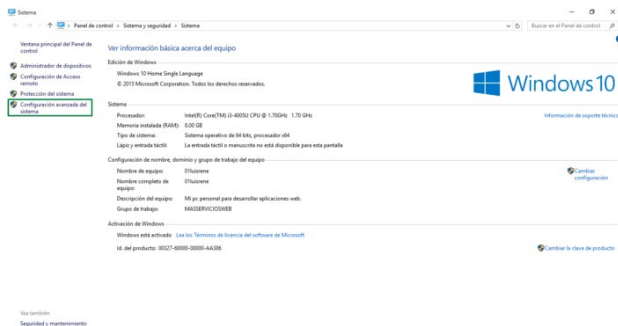 Sistema
Panel de control > Sistema y seguridad > Sistema
Buscar en el Panel de control
Ventana principal del Panel de
control
Administrador de dispositivos
Configuración de Acceso
remoto
Protección del sistema
Configuración avanzada del
sistema
Ver información básica acerca del equipo
Edición de Windows
Windows 10 Home Single Language
© 2015 Microsoft Corporation. Todos los derechos reservados.
Windows 10
Sistema
Procesador: Intel(R) Core(TM) i3-4005U CPU @ 1.70GHz 1.70 GHz
Memoria instalada (RAM): 8,00 GB
Tipo de sistema: Sistema operativo de 64 bits, procesador x64
Lápiz y entrada táctil: La entrada táctil o manuscrita no está disponible para esta pantalla
Información de soporte técnico
Configuración de nombre, dominio y grupo de trabajo del equipo
Nombre de equipo: 01luisrene
Nombre completo de
equipo: 01luisrene
Descripción del equipo: Mi pc personal para desarrollar aplicaciones web.
Grupo de trabajo: MASSERVICIOSWEB
Cambiar
configuración
Activación de Windows
Windows está activado Lea los Términos de licencia del software de Microsoft
Id. del producto: 00327-60000-00000-AA386
Cambiar la clave de producto
Vea también
Seguridad y mantenimiento